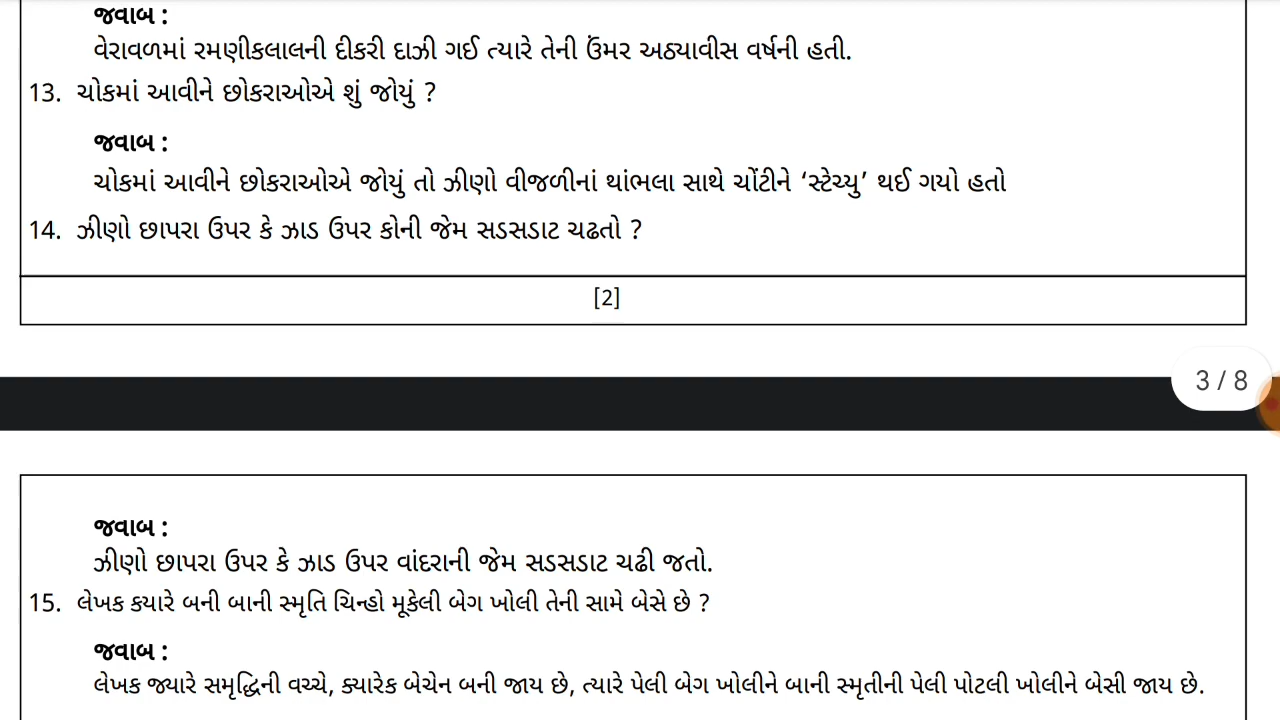 જવાબ :
વેરાવળમાં રમણીકલાલની દીકરી દાઝી ગઈ ત્યારે તેની ઉંમર અઠ્યાવીસ વર્ષની હતી.
13. ચોકમાં આવીને છોકરાઓએ શું જોયું ?
જવાબ :
ચોકમાં આવીને છોકરાઓએ જોયું તો ઝીણો વીજળીનાં થાંભલા સાથે ચોંટીને ‘સ્ટેચ્યુ’ થઈ ગયો હતો
14. ઝીણો છાપરા ઉપર કે ઝાડ ઉપર કોની જેમ સડસડાટ ચઢતો ?
[2]
3 / 8
જવાબ :
ઝીણો છાપરા ઉપર કે ઝાડ ઉપર વાંદરાની જેમ સડસડાટ ચઢી જતો.
15. લેખક કયારે બની બાની સ્મૃતિ ચિન્હો મૂકેલી બેગ ખોલી તેની સામે બેસે છે ?
જવાબ :
લેખક જ્યારે સમૃદ્ધિની વચ્ચે, ક્યારેક બેચેન બની જાય છે, ત્યારે પેલી બેગ ખોલીને બાની સ્મૃતીની પેલી પોટલી ખોલીને બેસી જાય છે.